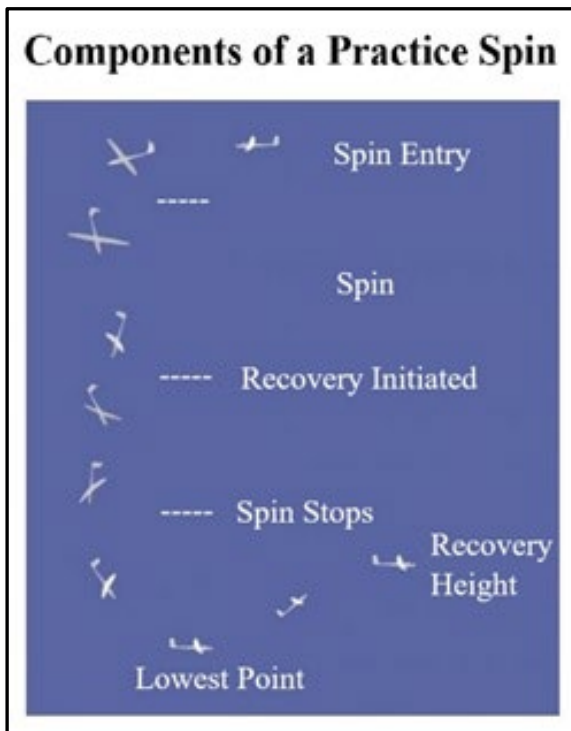 Components of a Practice Spin
Spin Entry
Spin
Recovery Initiated
Spin Stops
Recovery
Height
Lowest Point